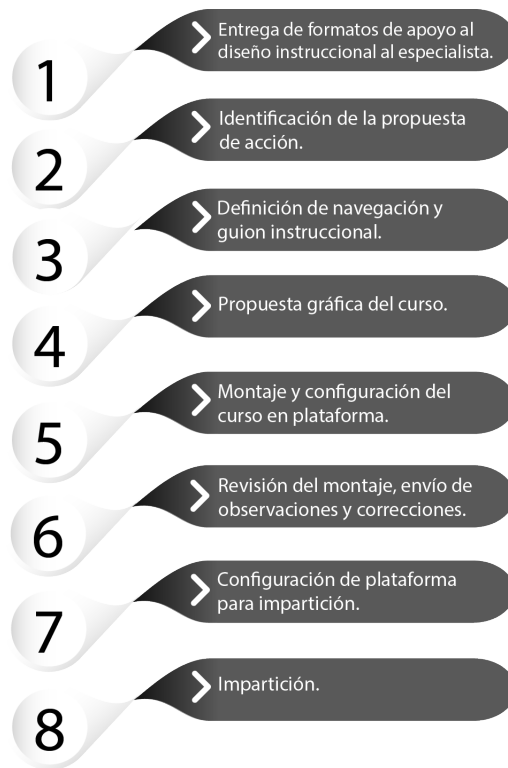 1
Entrega de formatos de apoyo al
diseño instruccional al especialista.
2
Identificación de la propuesta
de acción.
3
Definición de navegación y
guion instruccional.
4
Propuesta gráfica del curso.
5
Montaje y configuración del
curso en plataforma.
6
Revisión del montaje, envío de
observaciones y correcciones.
7
Configuración de plataforma
para impartición.
8
Impartición.